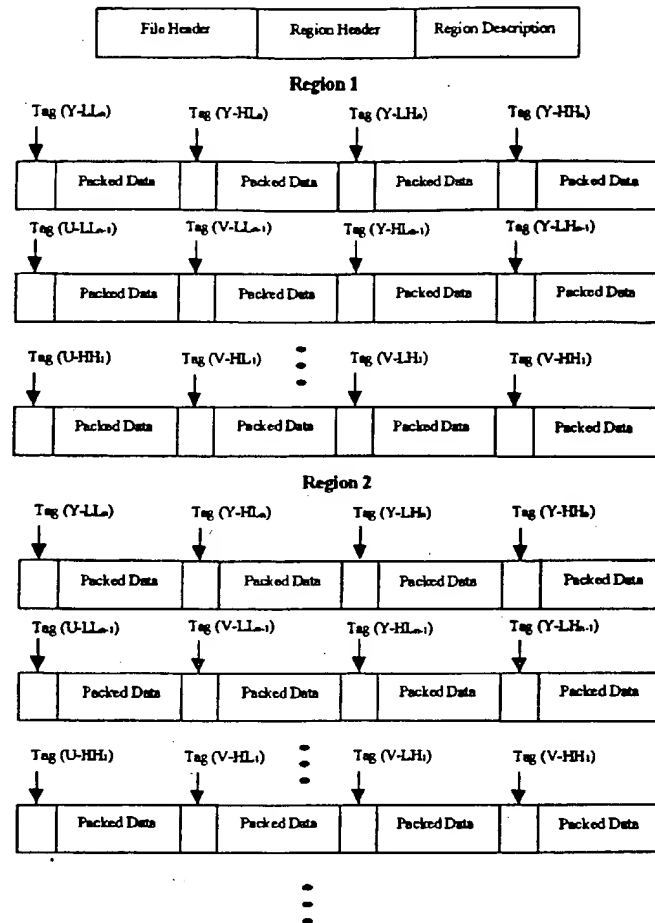 File Header Region Header Region Description
Region 1
Tag (Y-LLₙ) Tag (Y-HLₙ) Tag (Y-LHₙ) Tag (Y-HHₙ)
Packed Data Packed Data Packed Data Packed Data
Tag (U-LLₙ₋₁) Tag (V-LLₙ₋₁) Tag (Y-HLₙ₋₁) Tag (Y-LHₙ₋₁)
Packed Data Packed Data Packed Data Packed Data
Tag (U-HH₁) Tag (V-HL₁) Tag (V-LH₁) Tag (V-HH₁)
Packed Data Packed Data Packed Data Packed Data
Region 2
Tag (Y-LLₙ) Tag (Y-HLₙ) Tag (Y-LHₙ) Tag (Y-HHₙ)
Packed Data Packed Data Packed Data Packed Data
Tag (U-LLₙ₋₁) Tag (V-LLₙ₋₁) Tag (Y-HLₙ₋₁) Tag (Y-LHₙ₋₁)
Packed Data Packed Data Packed Data Packed Data
Tag (U-HH₁) Tag (V-HL₁) Tag (V-LH₁) Tag (V-HH₁)
Packed Data Packed Data Packed Data Packed Data